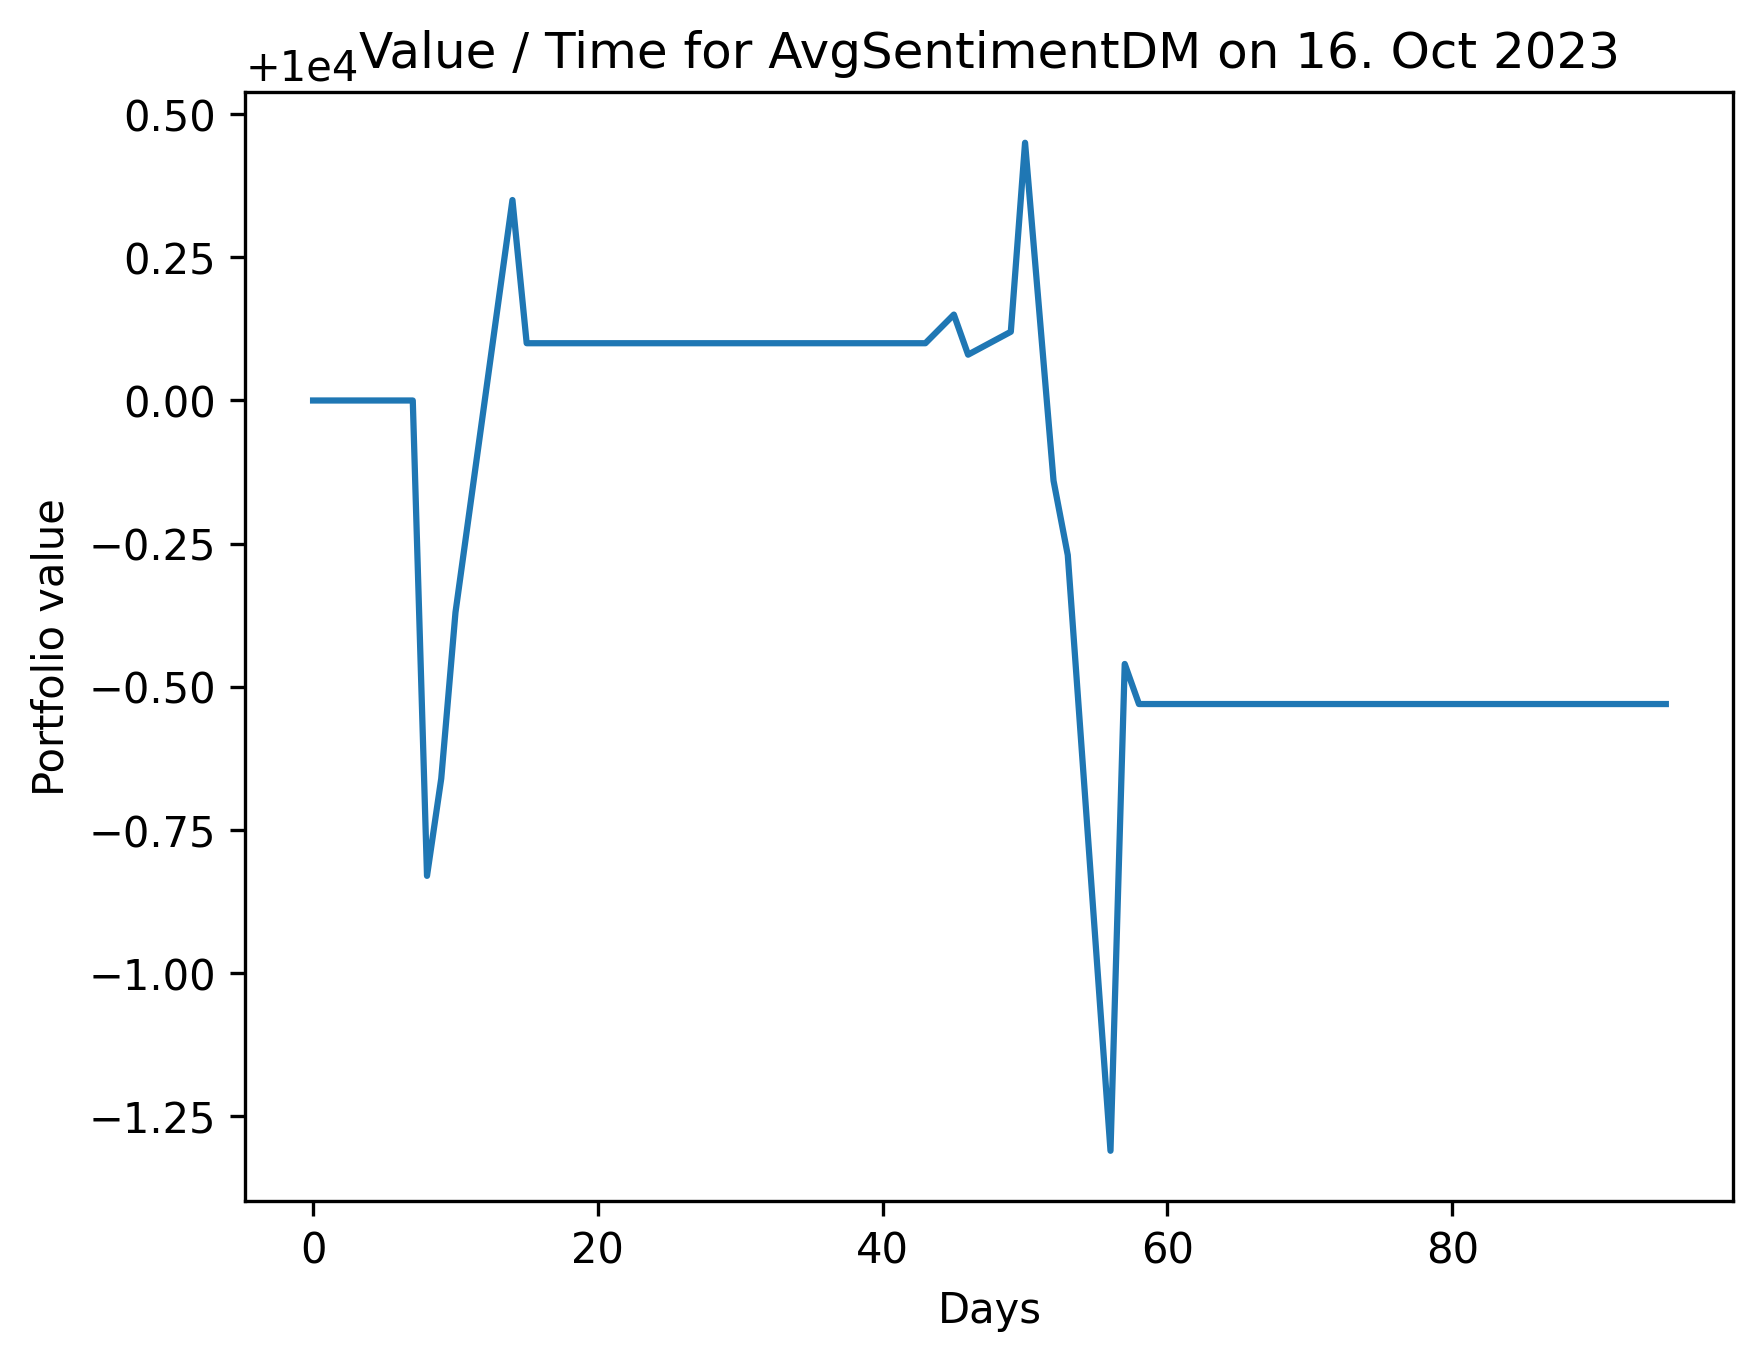 Value / Time for AvgSentimentDM on 16. Oct 2023
+1e4
0.50
0.25
0.00
−0.25
−0.50
−0.75
−1.00
−1.25
Portfolio value
0 20 40 60 80
Days